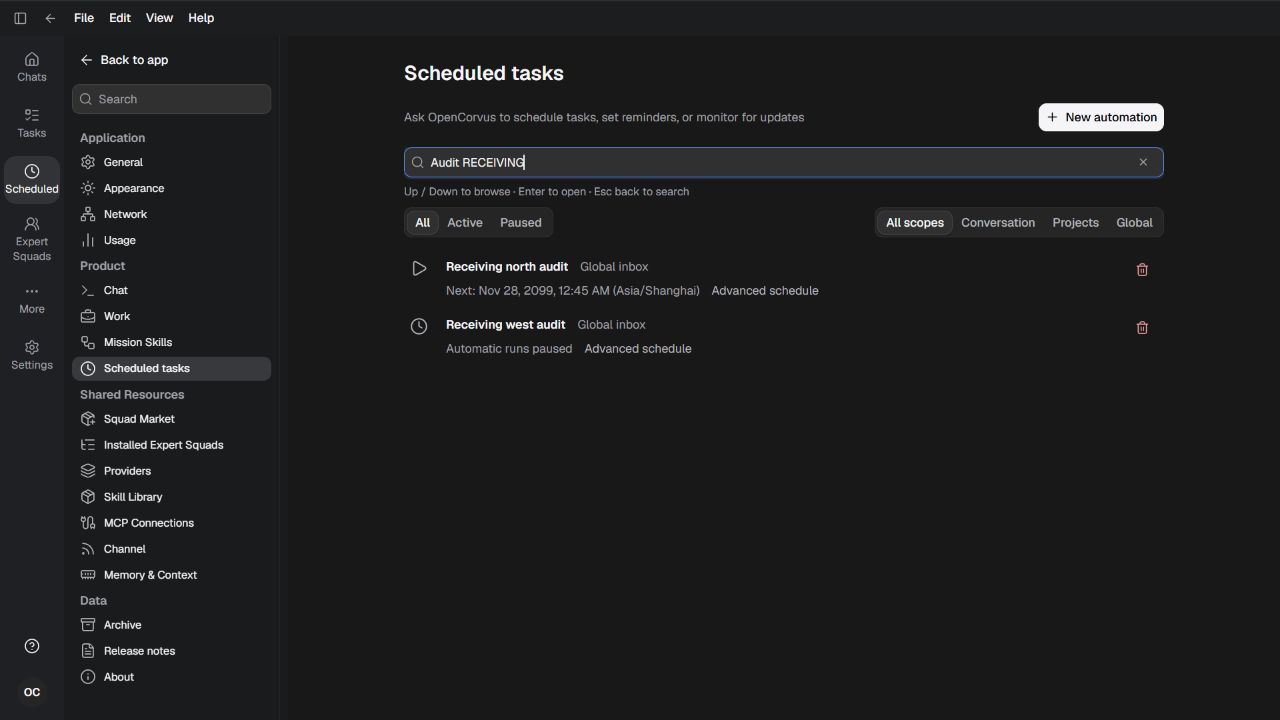 File Edit View Help
Chats
Tasks
Scheduled
Expert
Squads
More
Settings
OC
Back to app
Search
Application
General
Appearance
Network
Usage
Product
Chat
Work
Mission Skills
Scheduled tasks
Shared Resources
Squad Market
Installed Expert Squads
Providers
Skill Library
MCP Connections
Channel
Memory & Context
Data
Archive
Release notes
About
Scheduled tasks
Ask OpenCorvus to schedule tasks, set reminders, or monitor for updates
New automation
Audit RECEIVING
Up / Down to browse · Enter to open · Esc back to search
All Active Paused
All scopes Conversation Projects Global
Receiving north audit Global inbox
Next: Nov 28, 2099, 12:45 AM (Asia/Shanghai) Advanced schedule
Receiving west audit Global inbox
Automatic runs paused Advanced schedule